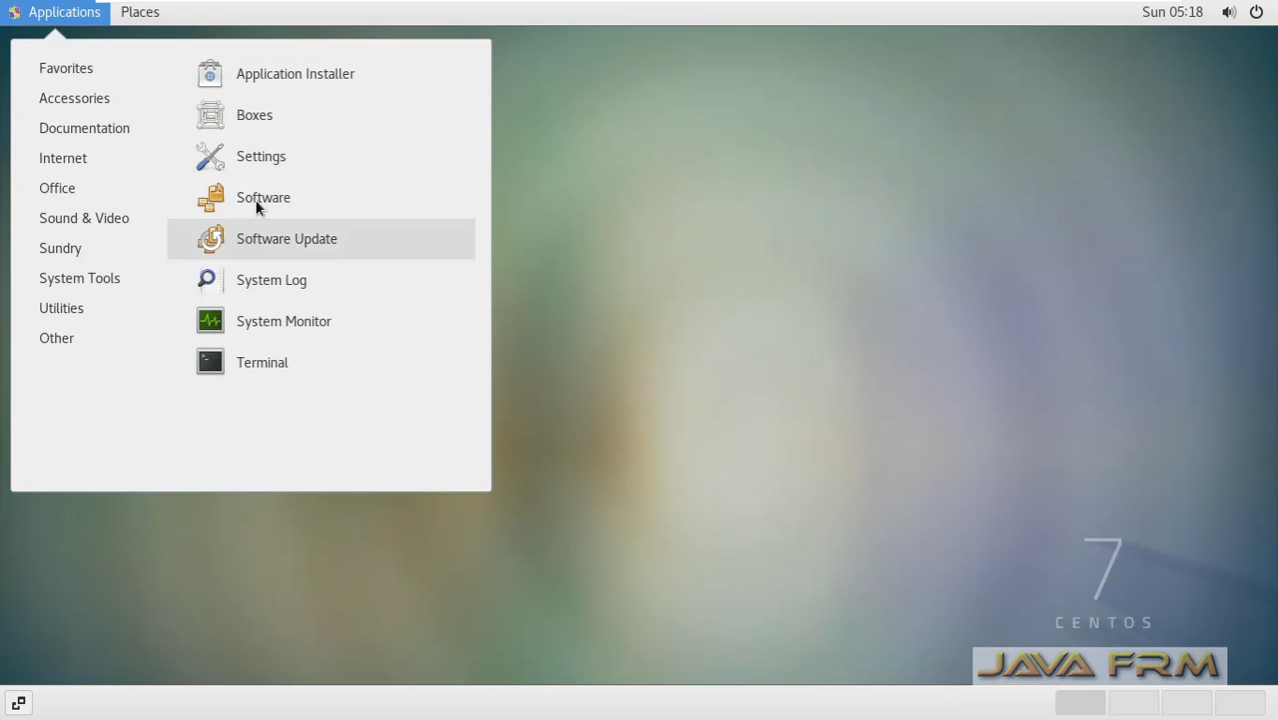 Applications
Places
Sun 05:18
Favorites
Accessories
Documentation
Internet
Office
Sound & Video
Sundry
System Tools
Utilities
Other
Application Installer
Boxes
Settings
Software
Software Update
System Log
System Monitor
Terminal
7
CENTOS
JAVA FRM